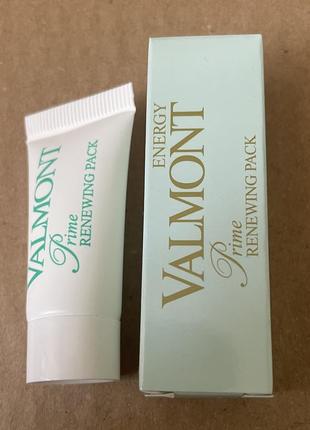 VALMONT
Prime
RENEWING PACK
ENERGY
VALMONT
Prime
RENEWING PACK